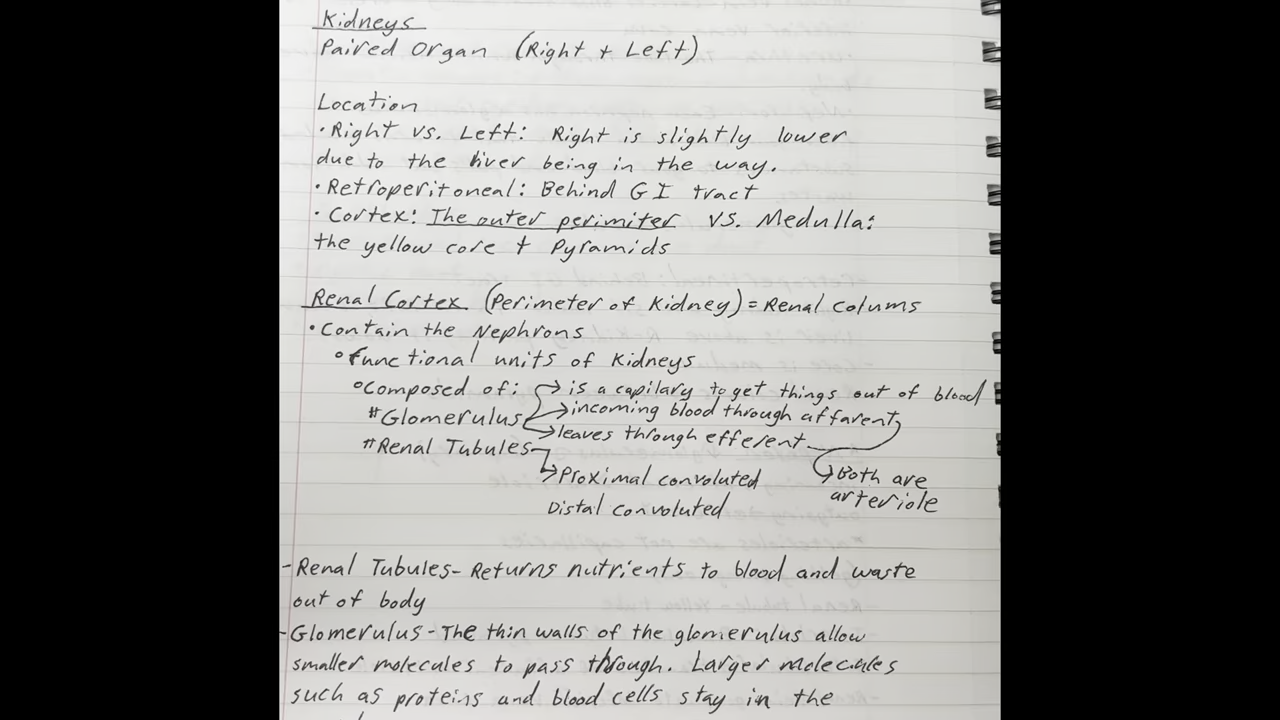 Kidneys
Paired Organ (Right + Left)
Location
• Right vs. Left: Right is slightly lower
due to the liver being in the way.
• Retroperitoneal: Behind GI tract
• Cortex: The outer perimiter vs. Medulla:
the yellow core + Pyramids
Renal Cortex (Perimeter of Kidney) = Renal colums
• Contain the Nephrons
° functional units of Kidneys
° Composed of: → is a capilary to get things out of blood
# Glomerulus → incoming blood through affarent
→ leaves through efferent
# Renal Tubules
→ Proximal convoluted → Both are
arteriole
Distal convoluted
- Renal Tubules - Returns nutrients to blood and waste
out of body
- Glomerulus - The thin walls of the glomerulus allow
smaller molecules to pass through. Larger molecules
such as proteins and blood cells stay in the